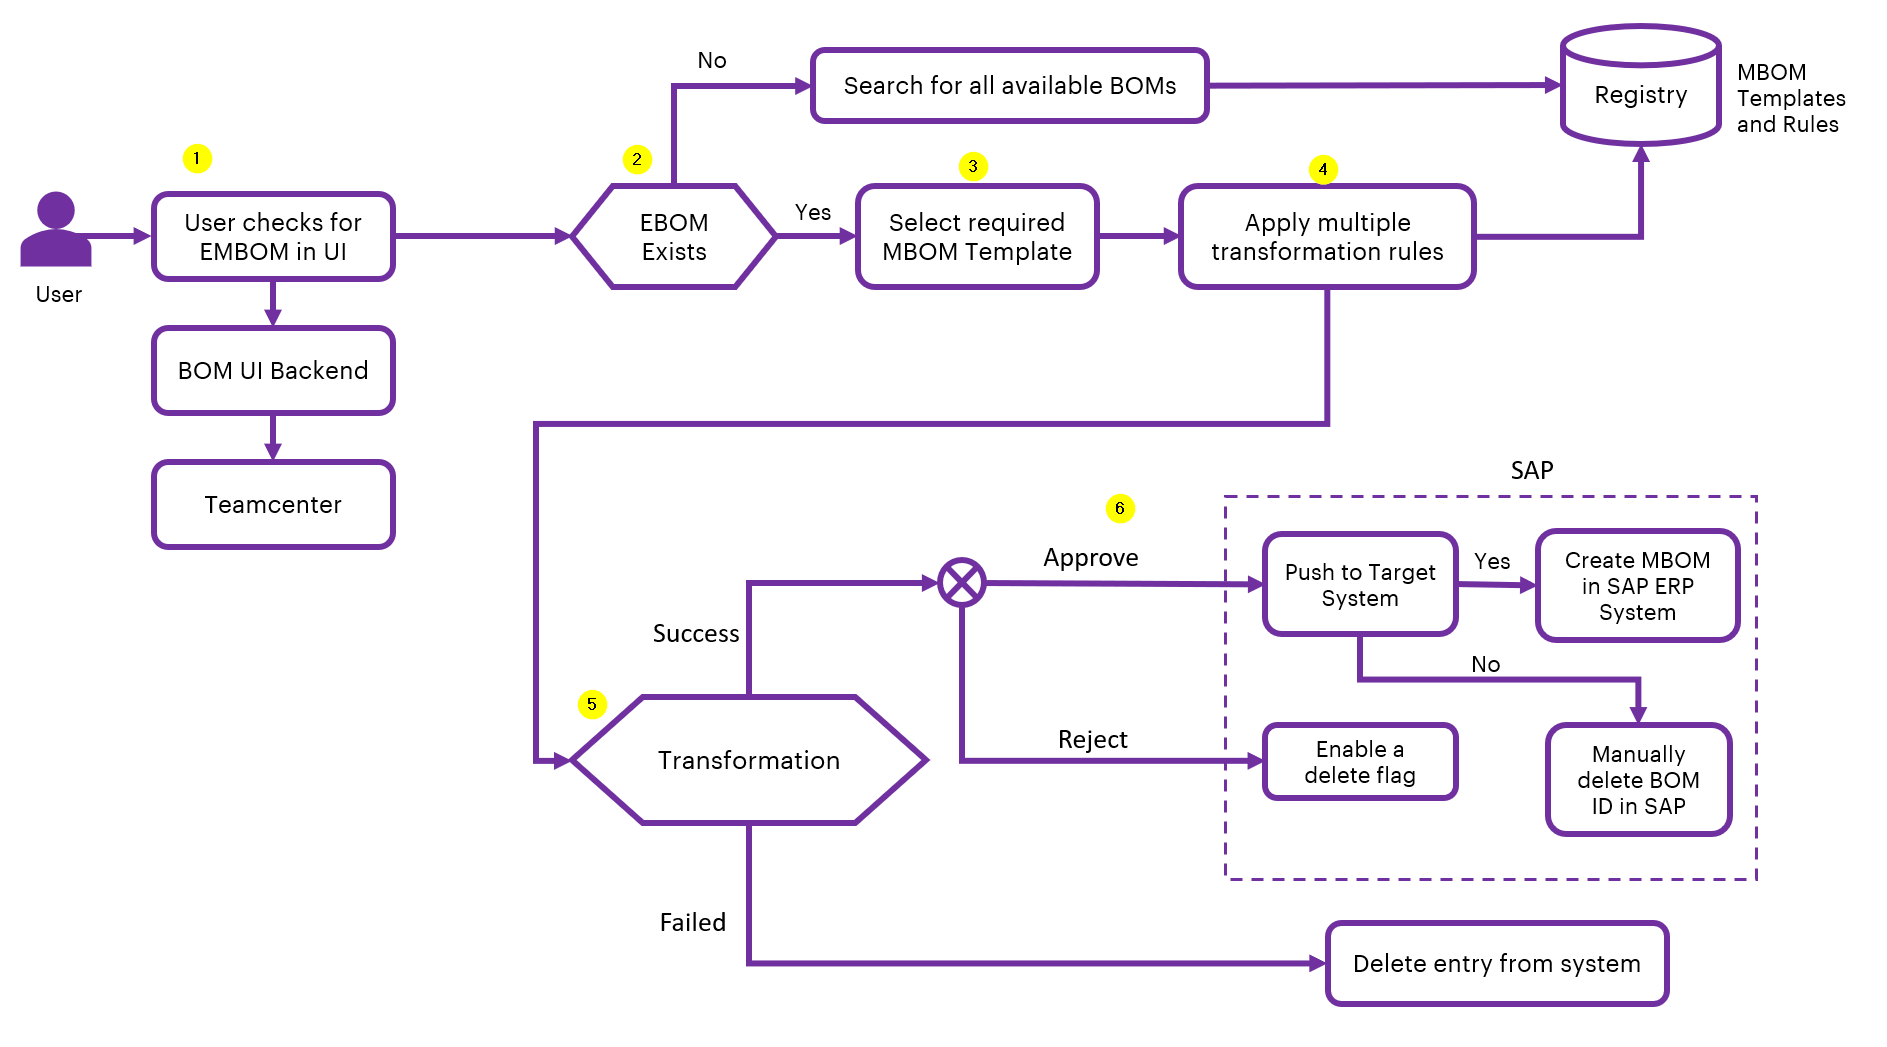 No
Search for all available BOMs
Registry
MBOM
Templates
and Rules
1
2
3
4
User checks for
EMBOM in UI
EBOM
Exists
Yes
Select required
MBOM Template
Apply multiple
transformation rules
User
BOM UI Backend
Teamcenter
SAP
6
Approve
Push to Target
System
Yes
Create MBOM
in SAP ERP
System
Success
No
5
Transformation
Reject
Enable a
delete flag
Manually
delete BOM
ID in SAP
Failed
Delete entry from system